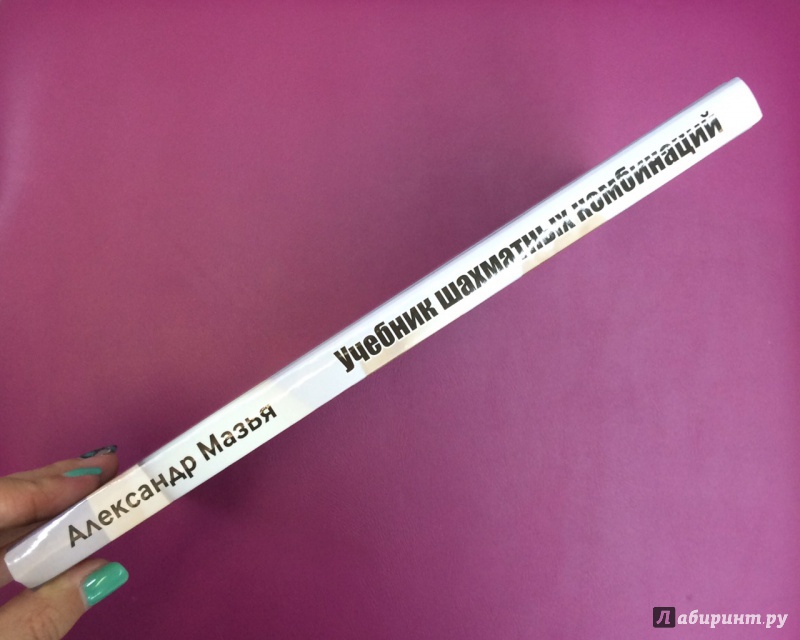 Александр Мазья
Учебник шахматных комбинаций
Лабиринт.ру